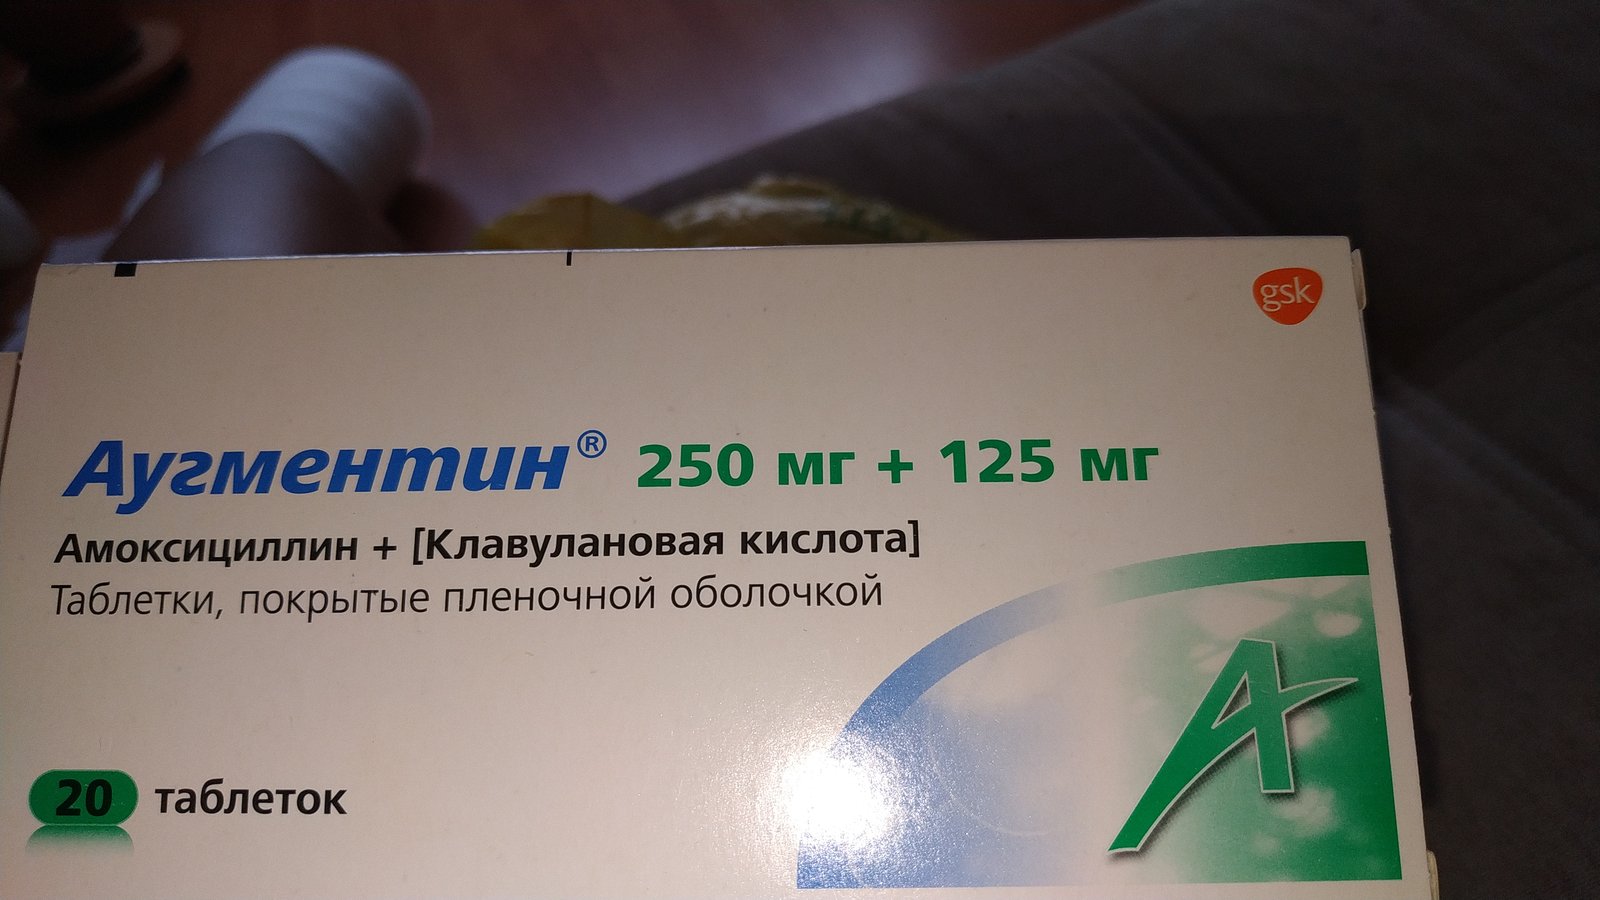 gsk
Аугментин® 250 мг + 125 мг
Амоксициллин + [Клавулановая кислота]
Таблетки, покрытые пленочной оболочкой
20 таблеток